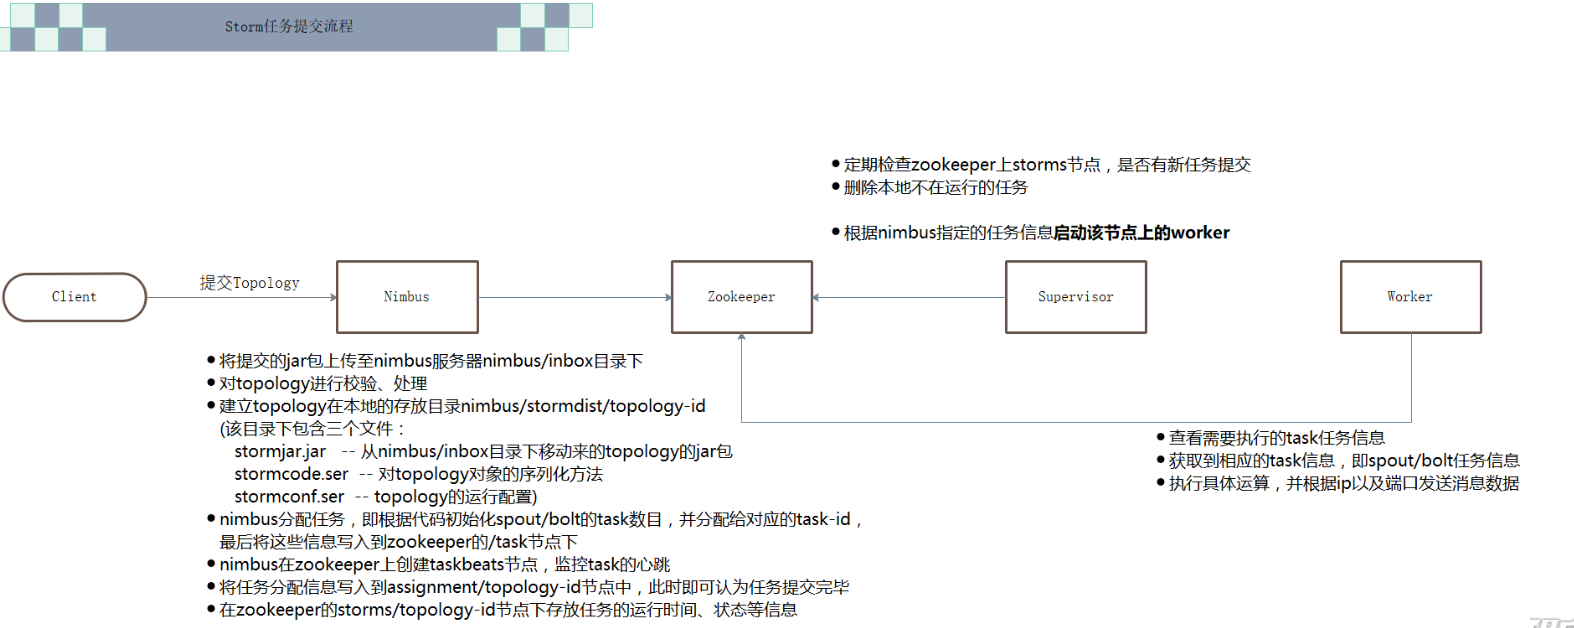 Storm任务提交流程
● 定期检查zookeeper上storms节点，是否有新任务提交
● 删除本地不在运行的任务
● 根据nimbus指定的任务信息启动该节点上的worker
Client
提交Topology
Nimbus
Zookeeper
Supervisor
Worker
● 将提交的jar包上传至nimbus服务器nimbus/inbox目录下
● 对topology进行校验、处理
● 建立topology在本地的存放目录nimbus/stormdist/topology-id
(该目录下包含三个文件：
stormjar.jar -- 从nimbus/inbox目录下移动来的topology的jar包
stormcode.ser -- 对topology对象的序列化方法
stormconf.ser -- topology的运行配置)
● nimbus分配任务，即根据代码初始化spout/bolt的task数目，并分配给对应的task-id，
最后将这些信息写入到zookeeper的/task节点下
● nimbus在zookeeper上创建taskbeats节点，监控task的心跳
● 将任务分配信息写入到assignment/topology-id节点中，此时即可认为任务提交完毕
● 在zookeeper的storms/topology-id节点下存放任务的运行时间、状态等信息
● 查看需要执行的task任务信息
● 获取到相应的task信息，即spout/bolt任务信息
● 执行具体运算，并根据ip以及端口发送消息数据